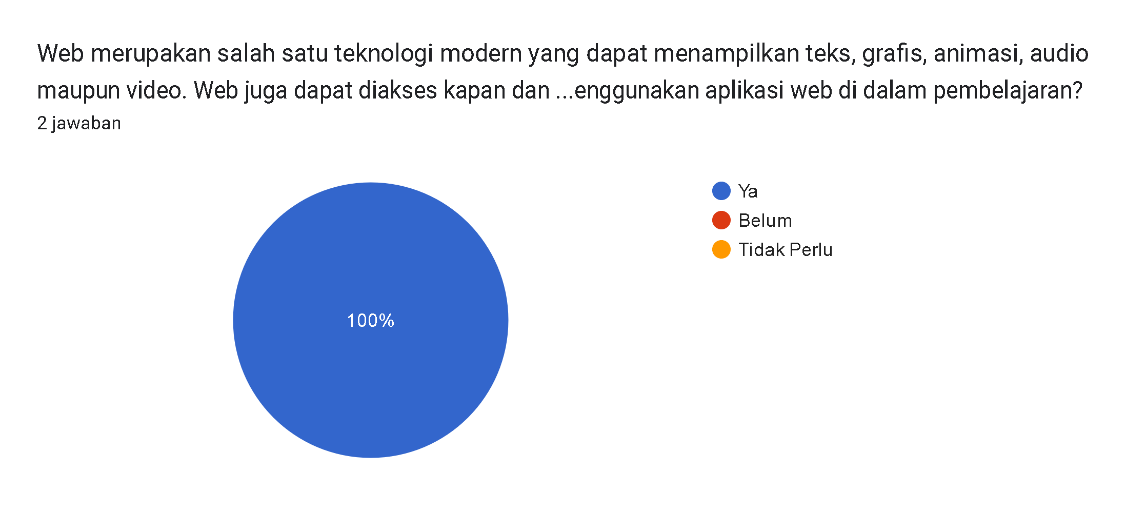 Web merupakan salah satu teknologi modern yang dapat menampilkan teks, grafis, animasi, audio
maupun video. Web juga dapat diakses kapan dan ...enggunakan aplikasi web di dalam pembelajaran?
2 jawaban
Ya
Belum
Tidak Perlu
100%